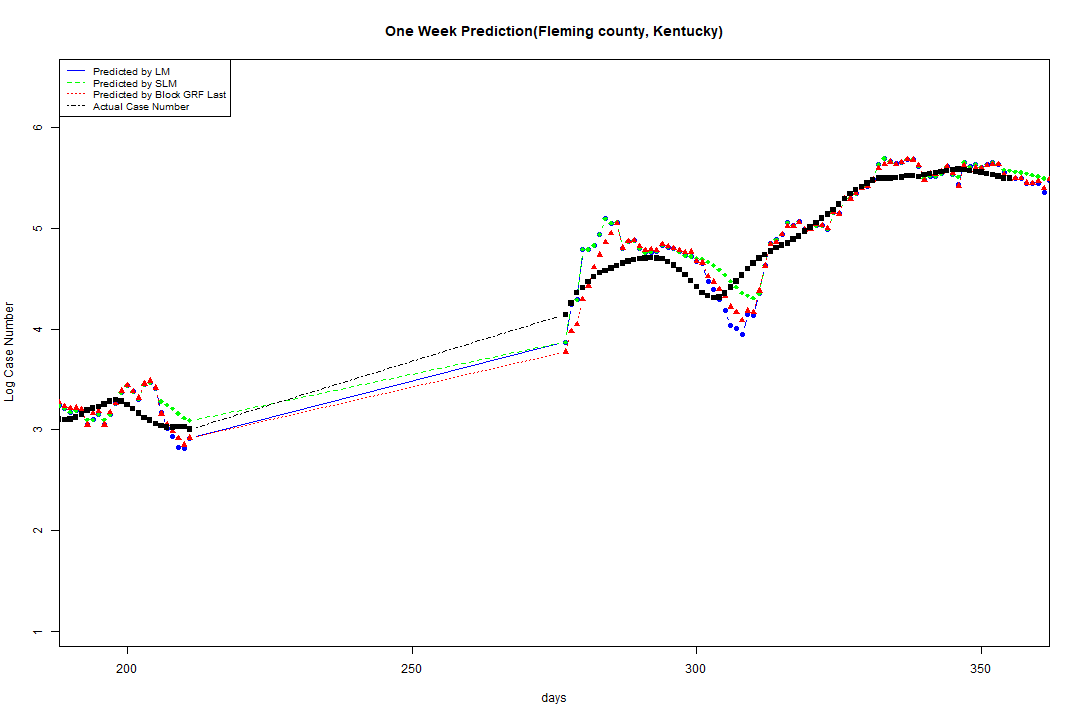 One Week Prediction(Fleming county, Kentucky)
Predicted by LM
Predicted by SLM
Predicted by Block GRF Last
Actual Case Number
6
5
4
3
2
1
Log Case Number
200
250
300
350
days